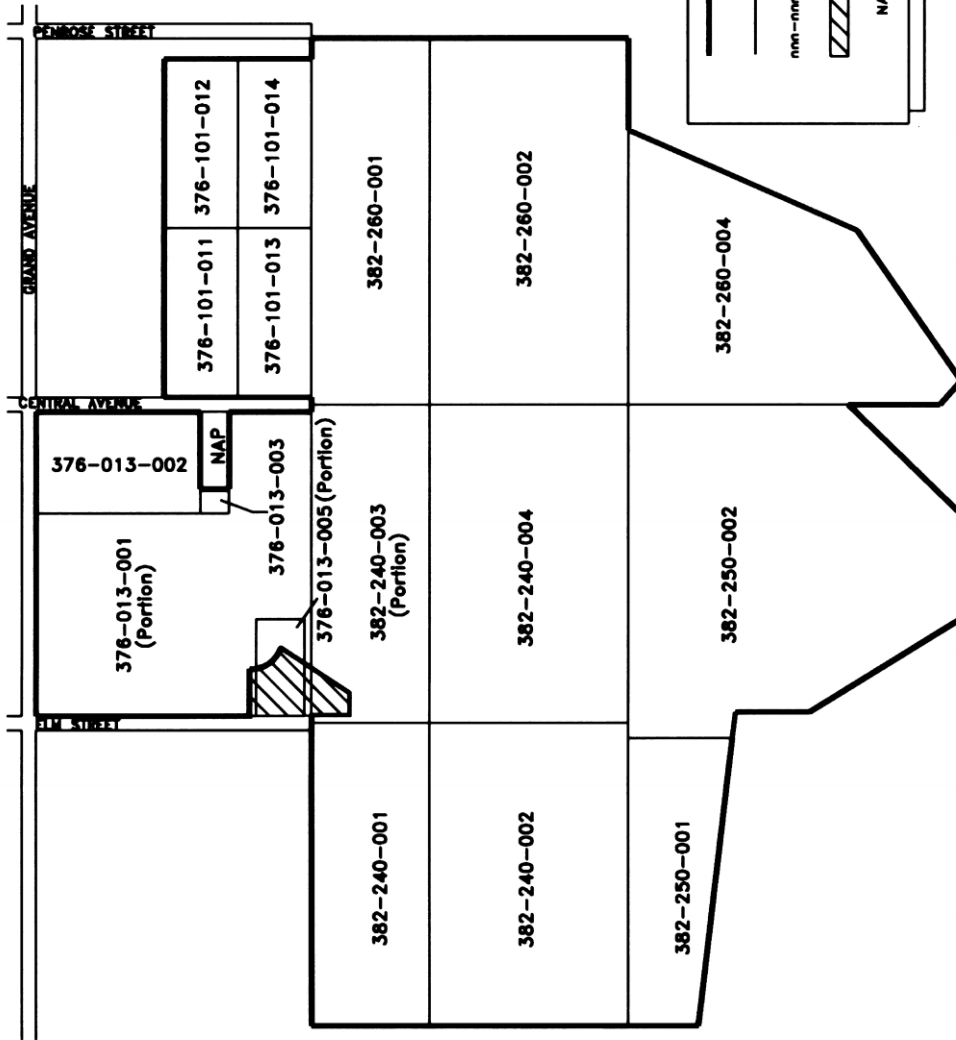 PENROSE STREET
GRAND AVENUE
CENTRAL AVENUE
ELM STREET
376-101-012
376-101-014
376-101-011
376-101-013
382-260-001
382-260-002
382-260-004
376-013-002
NAP
376-013-003
376-013-001
(Portion)
376-013-005 (Portion)
382-240-003
(Portion)
382-240-004
382-250-002
382-240-001
382-240-002
382-250-001